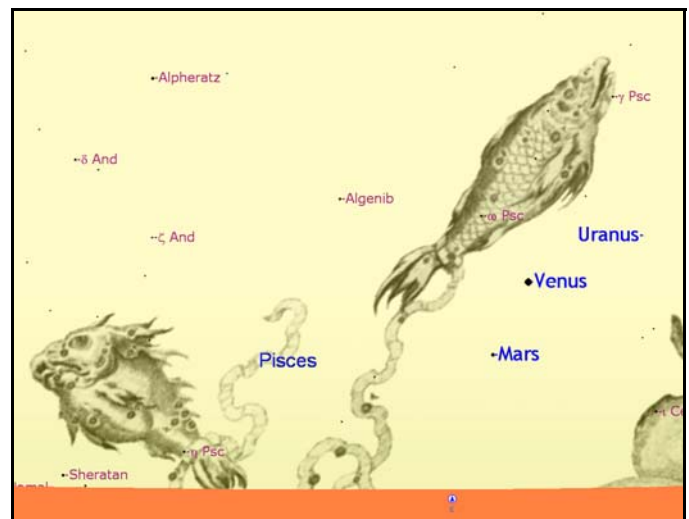 Alpheratz
γ Psc
δ And
Algenib
ω Psc
ζ And
Uranus
Venus
Mars
Pisces
η Psc
Sheratan